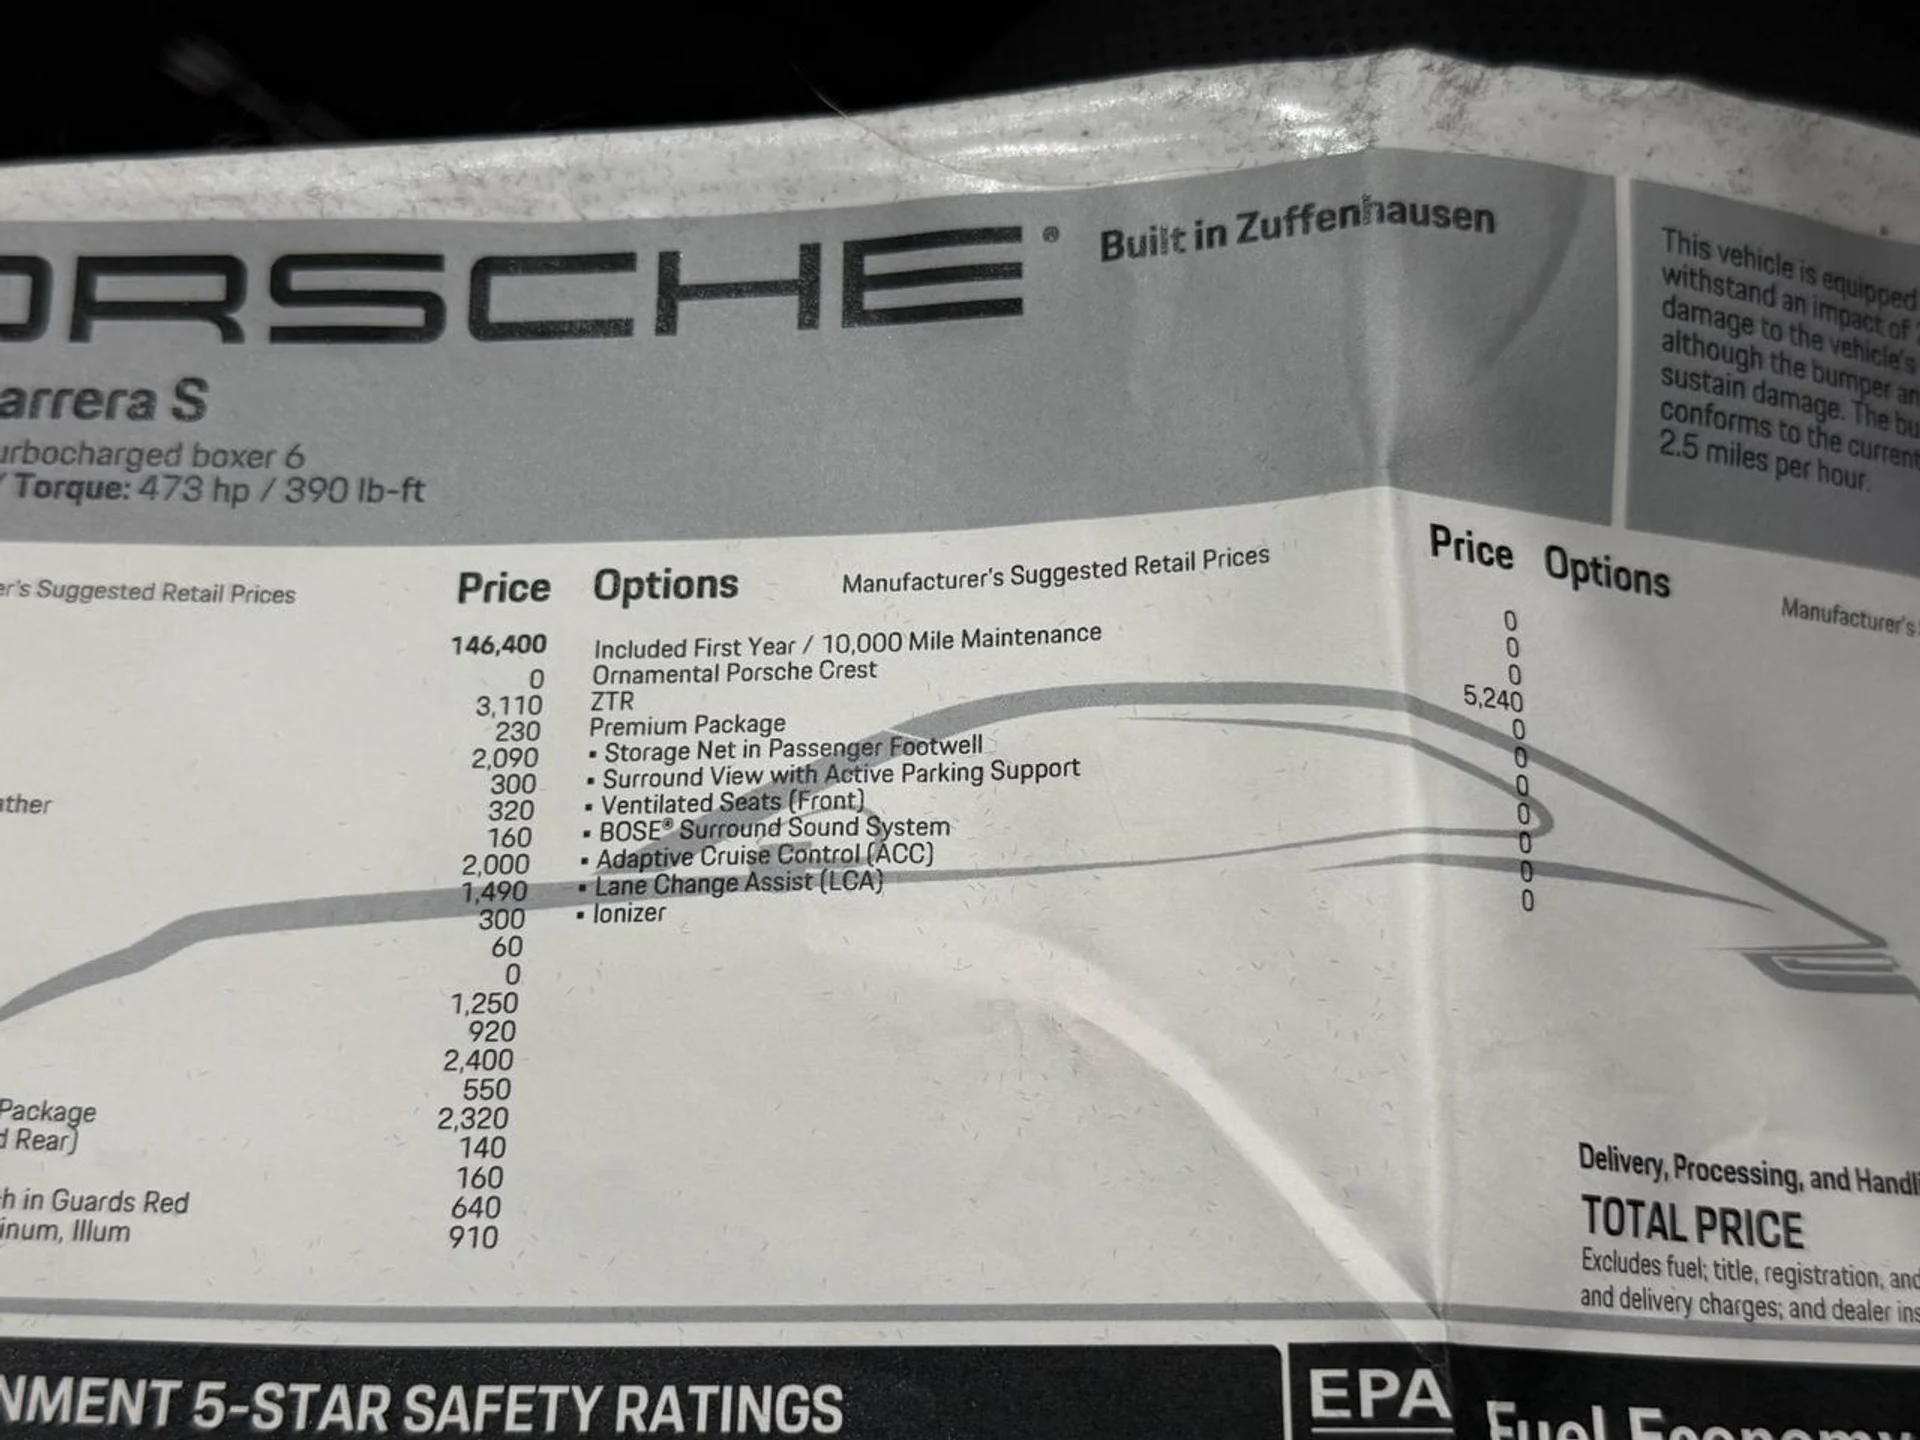 ORSCHE®
Built in Zuffenhausen
arrera S
urbocharged boxer 6
Torque: 473 hp / 390 lb-ft
This vehicle is equipped
withstand an impact of
damage to the vehicle's
although the bumper an
sustain damage. The bu
conforms to the current
2.5 miles per hour.
er's Suggested Retail Prices
Price
146,400
0
3,110
230
2,090
300
320
160
2,000
1,490
300
60
0
1,250
920
2,400
550
2,320
140
160
640
910
ather
Package
d Rear)
h in Guards Red
inum, Illum
Options Manufacturer's Suggested Retail Prices
Included First Year / 10,000 Mile Maintenance
Ornamental Porsche Crest
ZTR
Premium Package
▪ Storage Net in Passenger Footwell
▪ Surround View with Active Parking Support
▪ Ventilated Seats (Front)
▪ BOSE® Surround Sound System
▪ Adaptive Cruise Control (ACC)
▪ Lane Change Assist (LCA)
▪ Ionizer
Price
0
0
0
5,240
0
0
0
0
0
0
0
Options
Manufacturer's
Delivery, Processing, and Handli
TOTAL PRICE
Excludes fuel; title, registration, and
and delivery charges; and dealer ins
NMENT 5-STAR SAFETY RATINGS
EPA
Fuel Economy